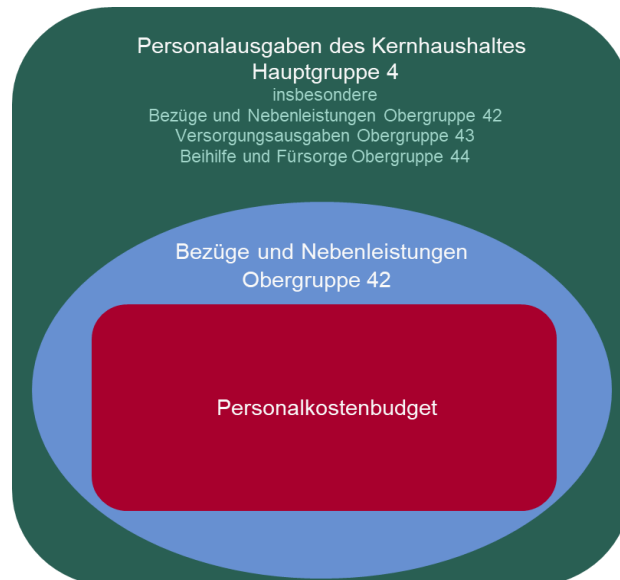 Personalausgaben des Kernhaushaltes
Hauptgruppe 4
insbesondere
Bezüge und Nebenleistungen Obergruppe 42
Versorgungsausgaben Obergruppe 43
Beihilfe und Fürsorge Obergruppe 44
Bezüge und Nebenleistungen
Obergruppe 42
Personalkostenbudget